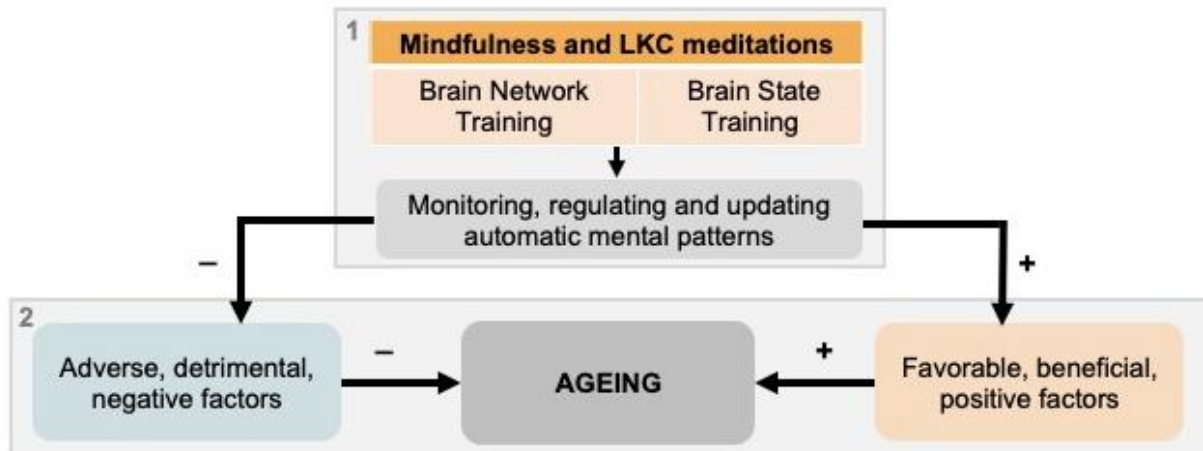 1
Mindfulness and LKC meditations
Brain Network
Training
Brain State
Training
Monitoring, regulating and updating
automatic mental patterns
–
+
2
Adverse, detrimental,
negative factors
–
AGEING
+
Favorable, beneficial,
positive factors